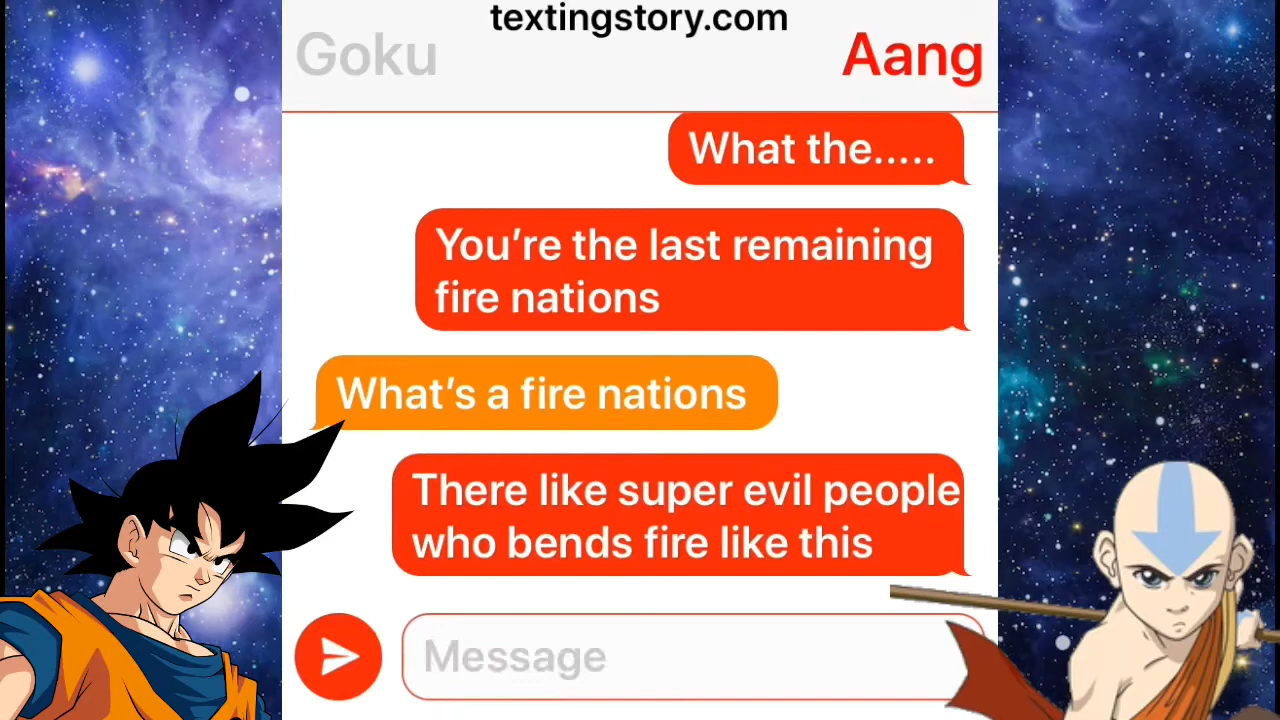 textingstory.com
Goku
Aang
What the.....
You’re the last remaining
fire nations
What’s a fire nations
There like super evil people
who bends fire like this
Message